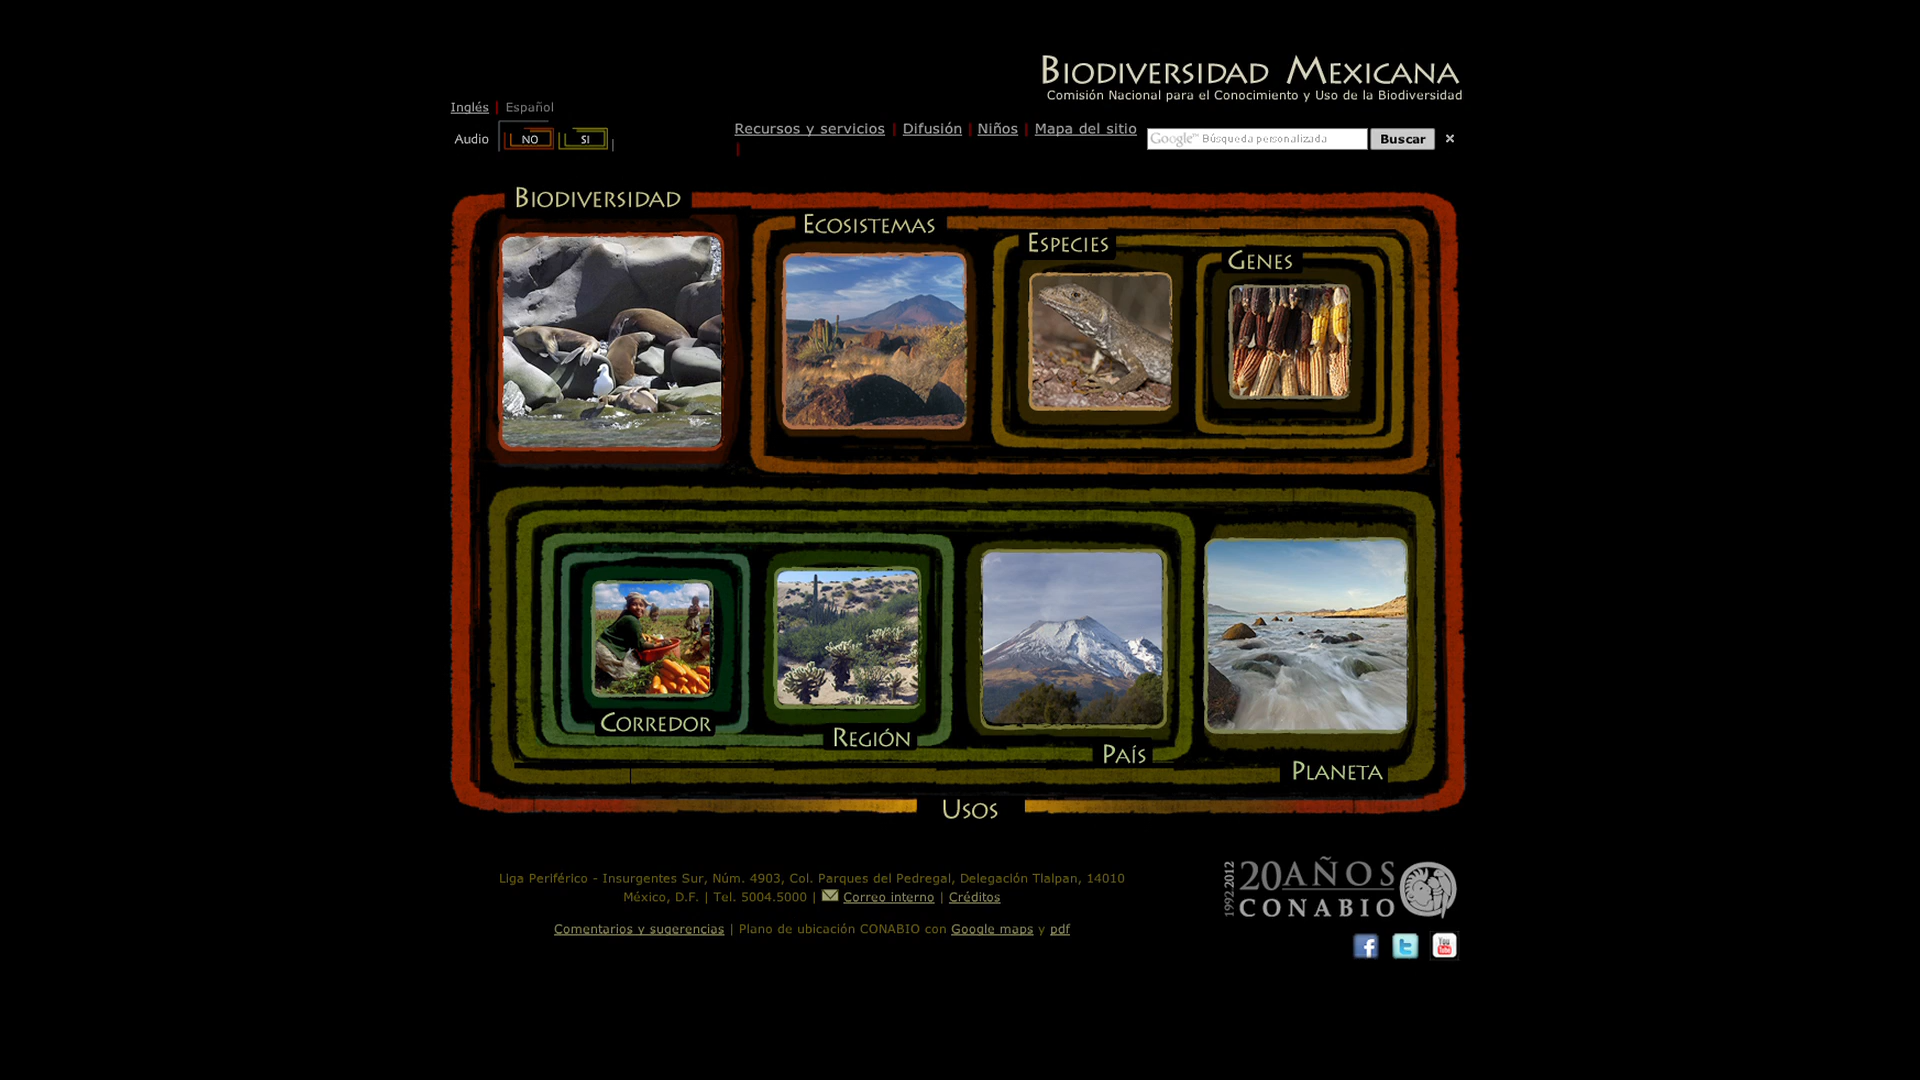 BIODIVERSIDAD MEXICANA
Comisión Nacional para el Conocimiento y Uso de la Biodiversidad
Inglés | Español
Audio NO SI |
Recursos y servicios | Difusión | Niños | Mapa del sitio
|
Google™ Búsqueda personalizada Buscar ×
BIODIVERSIDAD
ECOSISTEMAS
ESPECIES
GENES
CORREDOR
REGIÓN
PAÍS
PLANETA
USOS
Liga Periférico - Insurgentes Sur, Núm. 4903, Col. Parques del Pedregal, Delegación Tlalpan, 14010
México, D.F. | Tel. 5004.5000 | Correo interno | Créditos
Comentarios y sugerencias | Plano de ubicación CONABIO con Google maps y pdf
1992.2012
20 AÑOS
CONABIO
f t You Tube